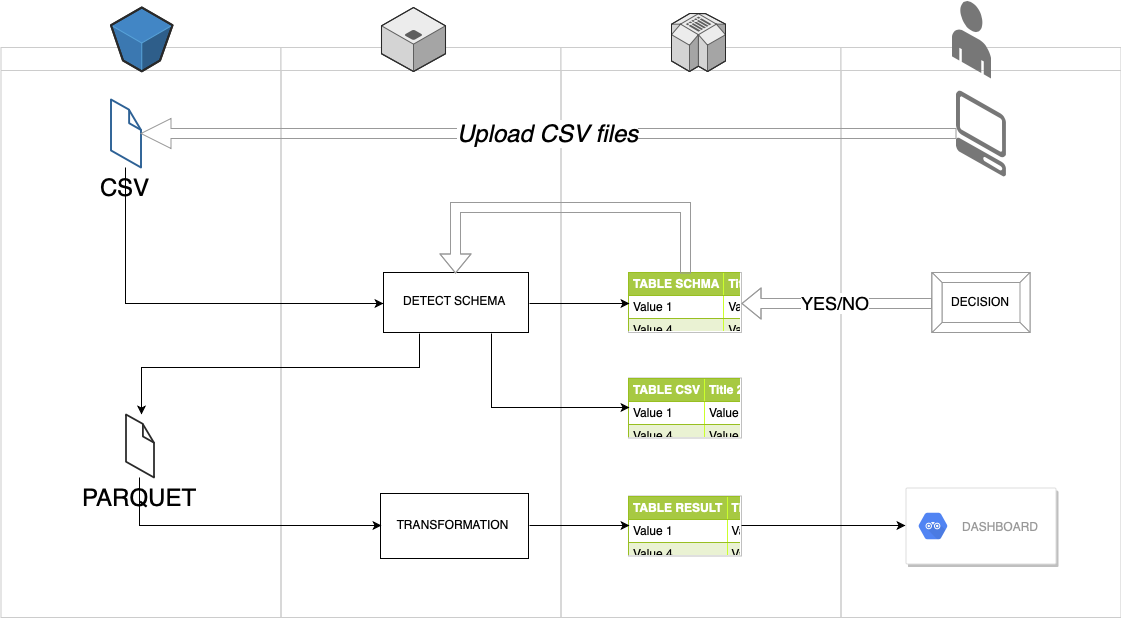 Upload CSV files
CSV
DETECT SCHEMA
TABLE SCHMA Ti
Value 1 Va
Value 4 Va
YES/NO
DECISION
TABLE CSV Title 2
Value 1 Value
Value 4 Value
PARQUET
TRANSFORMATION
TABLE RESULT Ti
Value 1 Va
Value 4 Va
DASHBOARD